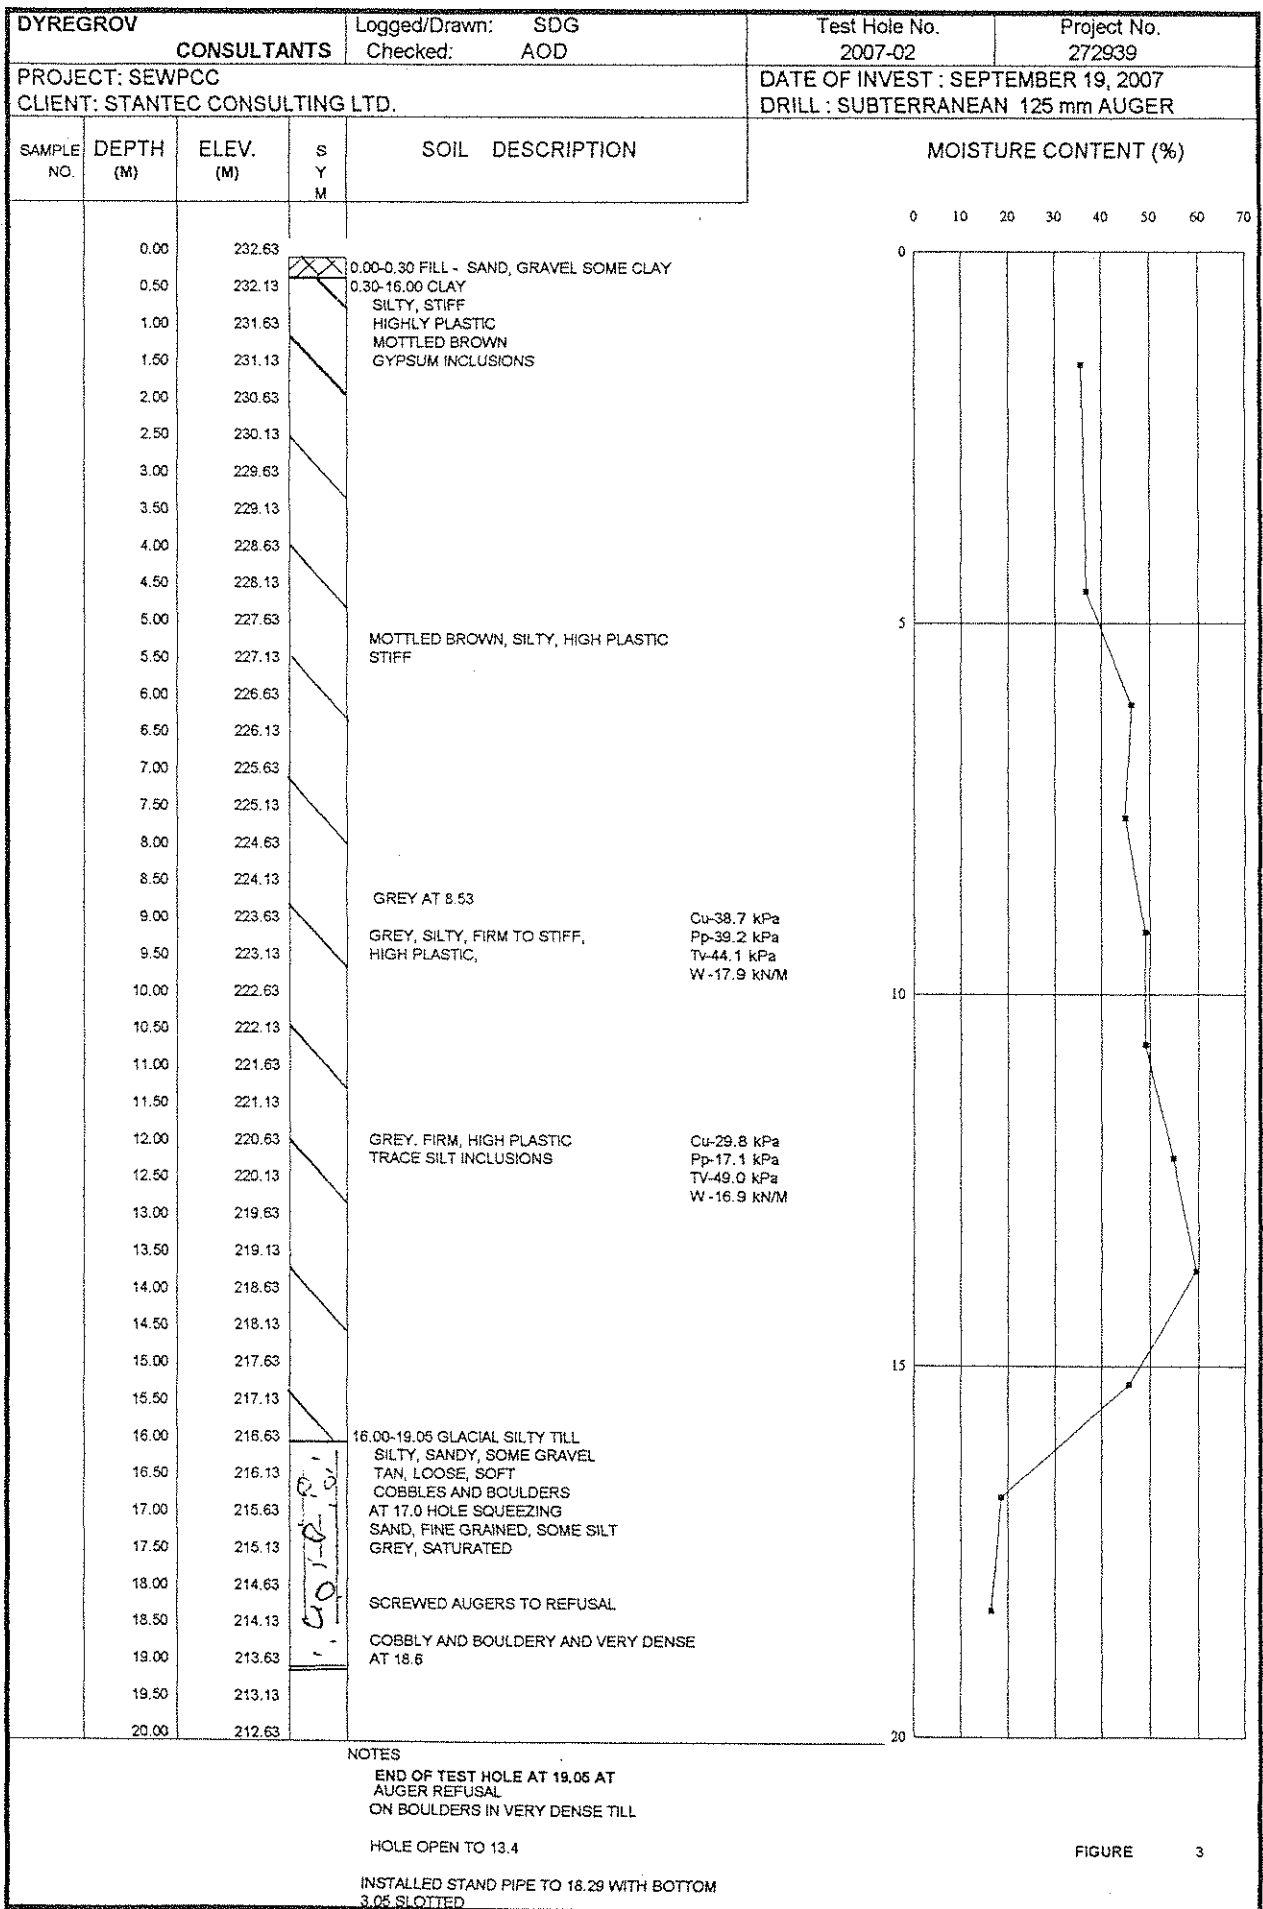 DYREGROV
CONSULTANTS
Logged/Drawn: SDG
Checked: AOD
Test Hole No.
2007-02
Project No.
272939
PROJECT: SEWPCC
CLIENT: STANTEC CONSULTING LTD.
DATE OF INVEST : SEPTEMBER 19, 2007
DRILL : SUBTERRANEAN 125 mm AUGER
SAMPLE NO.
DEPTH (M)
ELEV. (M)
S Y M
SOIL DESCRIPTION
MOISTURE CONTENT (%)
0 10 20 30 40 50 60 70
0.00 232.63
0.00-0.30 FILL - SAND, GRAVEL SOME CLAY
0.50 232.13 0.30-16.00 CLAY
SILTY, STIFF
1.00 231.63 HIGHLY PLASTIC
MOTTLED BROWN
1.50 231.13 GYPSUM INCLUSIONS
2.00 230.63
2.50 230.13
3.00 229.63
3.50 229.13
4.00 228.63
4.50 228.13
5.00 227.63
MOTTLED BROWN, SILTY, HIGH PLASTIC
5.50 227.13 STIFF
6.00 226.63
6.50 226.13
7.00 225.63
7.50 225.13
8.00 224.63
8.50 224.13
GREY AT 8.53
9.00 223.63 Cu-38.7 kPa
GREY, SILTY, FIRM TO STIFF, Pp-39.2 kPa
9.50 223.13 HIGH PLASTIC, Tv-44.1 kPa
W -17.9 kN/M
10.00 222.63
10.50 222.13
11.00 221.63
11.50 221.13
12.00 220.63 GREY. FIRM, HIGH PLASTIC Cu-29.8 kPa
TRACE SILT INCLUSIONS Pp-17.1 kPa
12.50 220.13 TV-49.0 kPa
W -16.9 kN/M
13.00 219.63
13.50 219.13
14.00 218.63
14.50 218.13
15.00 217.63
15.50 217.13
16.00 216.63 16.00-19.05 GLACIAL SILTY TILL
SILTY, SANDY, SOME GRAVEL
16.50 216.13 TAN, LOOSE, SOFT
COBBLES AND BOULDERS
17.00 215.63 AT 17.0 HOLE SQUEEZING
SAND, FINE GRAINED, SOME SILT
17.50 215.13 GREY, SATURATED
18.00 214.63
SCREWED AUGERS TO REFUSAL
18.50 214.13
COBBLY AND BOULDERY AND VERY DENSE
19.00 213.63 AT 18.6
19.50 213.13
20.00 212.63
0
5
10
15
20
NOTES
END OF TEST HOLE AT 19.05 AT
AUGER REFUSAL
ON BOULDERS IN VERY DENSE TILL
HOLE OPEN TO 13.4
FIGURE 3
INSTALLED STAND PIPE TO 18.29 WITH BOTTOM
3.05 SLOTTED